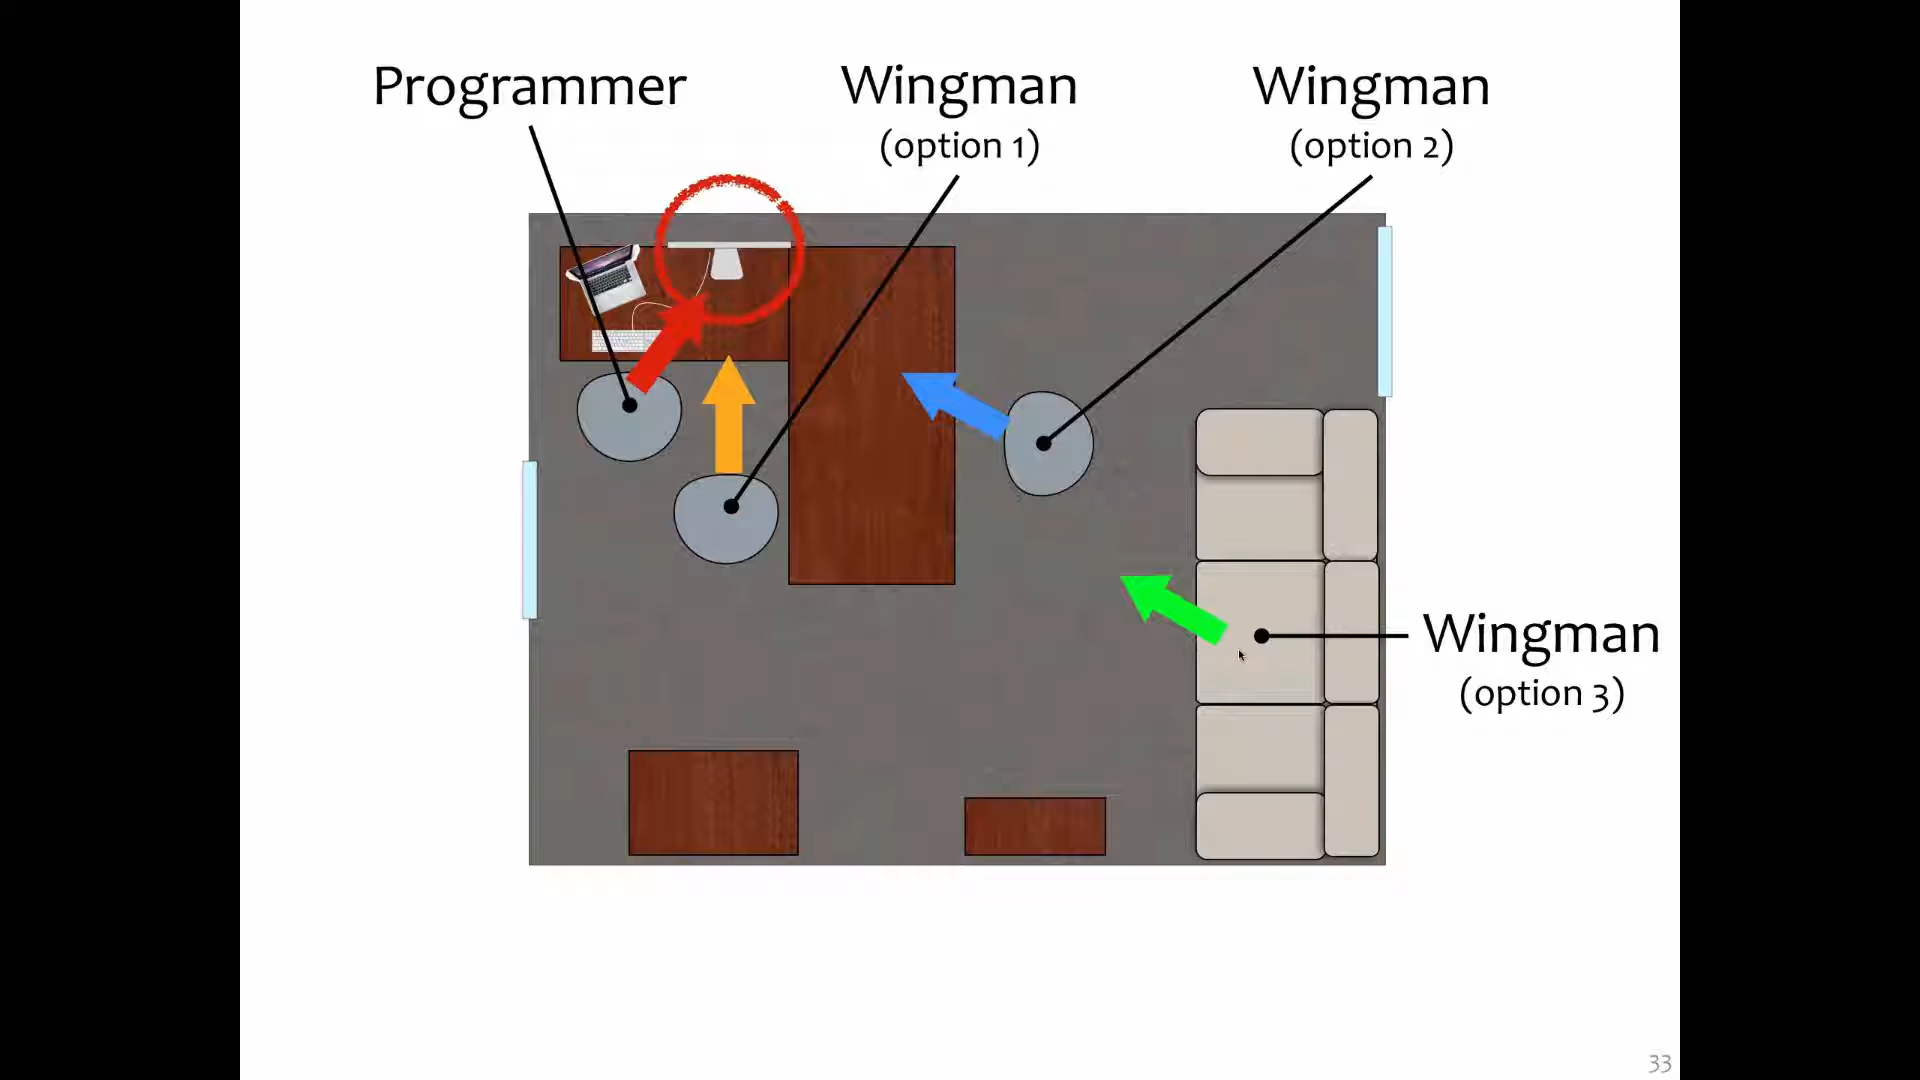 Programmer
Wingman
(option 1)
Wingman
(option 2)
Wingman
(option 3)
33